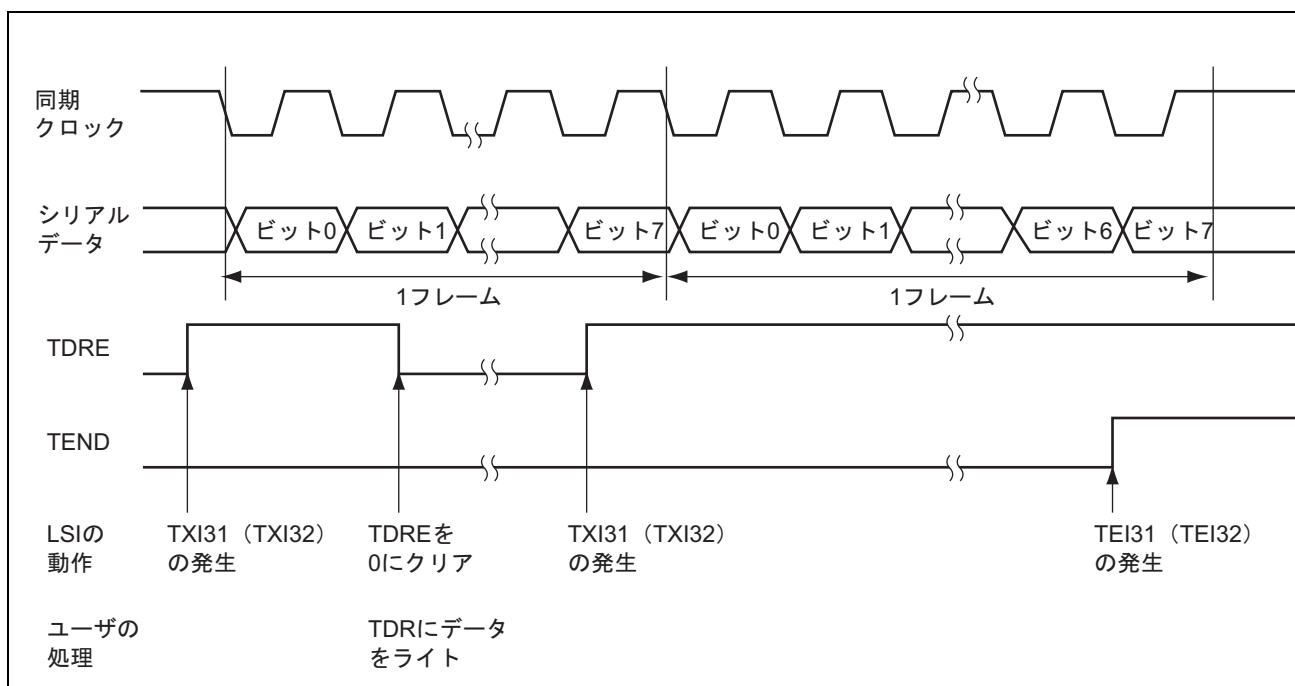 同期
クロック
シリアル
データ
ビット0
ビット1
ビット7
ビット0
ビット1
ビット6
ビット7
1フレーム
1フレーム
TDRE
TEND
LSIの
動作
TXI31（TXI32）
の発生
TDREを
0にクリア
TXI31（TXI32）
の発生
TEI31（TEI32）
の発生
ユーザの
処理
TDRにデータ
をライト